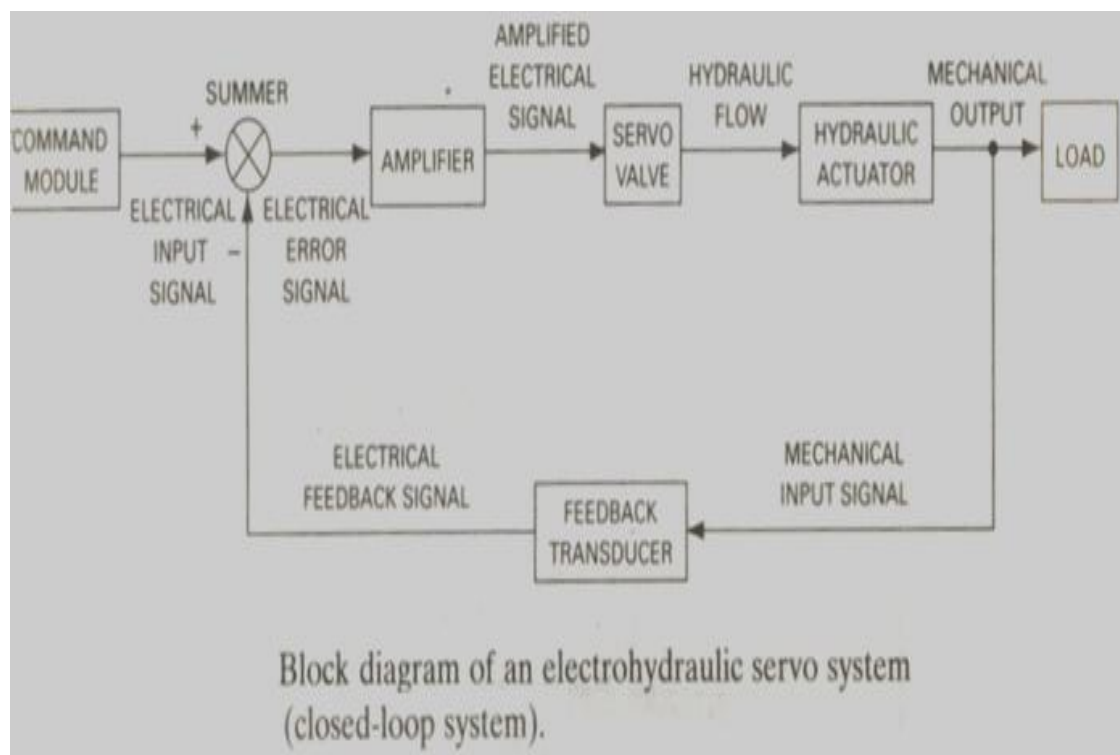 AMPLIFIED
ELECTRICAL
SIGNAL
HYDRAULIC
FLOW
MECHANICAL
OUTPUT
SUMMER
+
COMMAND
MODULE
AMPLIFIER
SERVO
VALVE
HYDRAULIC
ACTUATOR
LOAD
ELECTRICAL
INPUT
SIGNAL
–
ELECTRICAL
ERROR
SIGNAL
ELECTRICAL
FEEDBACK SIGNAL
FEEDBACK
TRANSDUCER
MECHANICAL
INPUT SIGNAL
Block diagram of an electrohydraulic servo system
(closed-loop system).